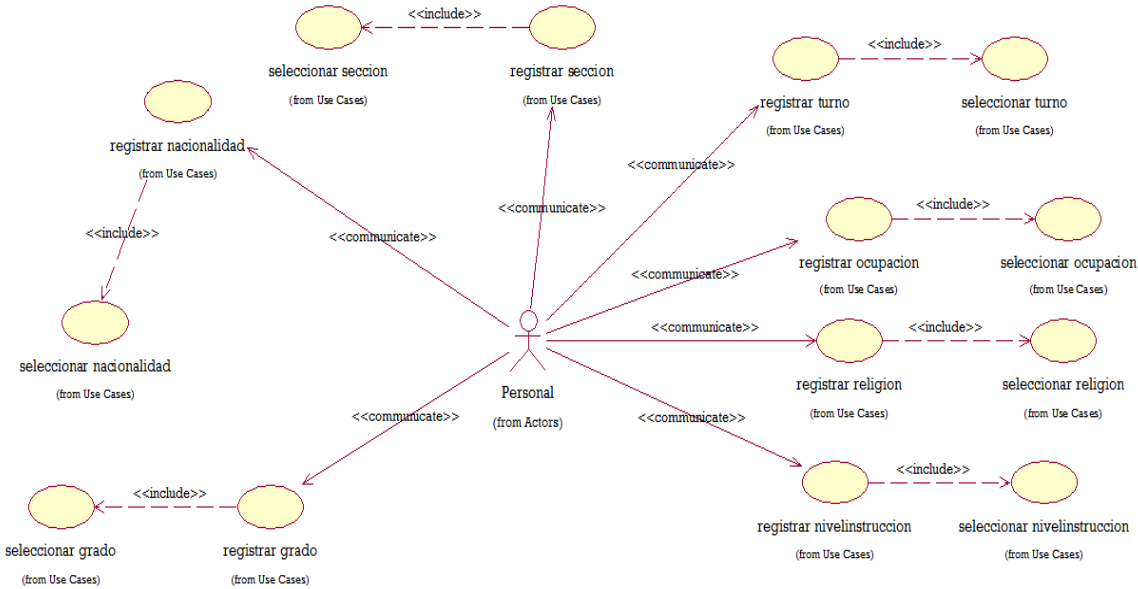 <<include>>
seleccionar seccion
(from Use Cases)
registrar seccion
(from Use Cases)
<<include>>
registrar turno
(from Use Cases)
seleccionar turno
(from Use Cases)
registrar nacionalidad
(from Use Cases)
<<communicate>>
<<communicate>>
<<include>>
<<communicate>>
<<include>>
registrar ocupacion
(from Use Cases)
seleccionar ocupacion
(from Use Cases)
<<communicate>>
seleccionar nacionalidad
(from Use Cases)
<<communicate>>
<<include>>
registrar religion
(from Use Cases)
seleccionar religion
(from Use Cases)
Personal
(from Actors)
<<communicate>>
<<communicate>>
<<include>>
seleccionar grado
(from Use Cases)
registrar grado
(from Use Cases)
<<include>>
registrar nivelinstruccion
(from Use Cases)
seleccionar nivelinstruccion
(from Use Cases)